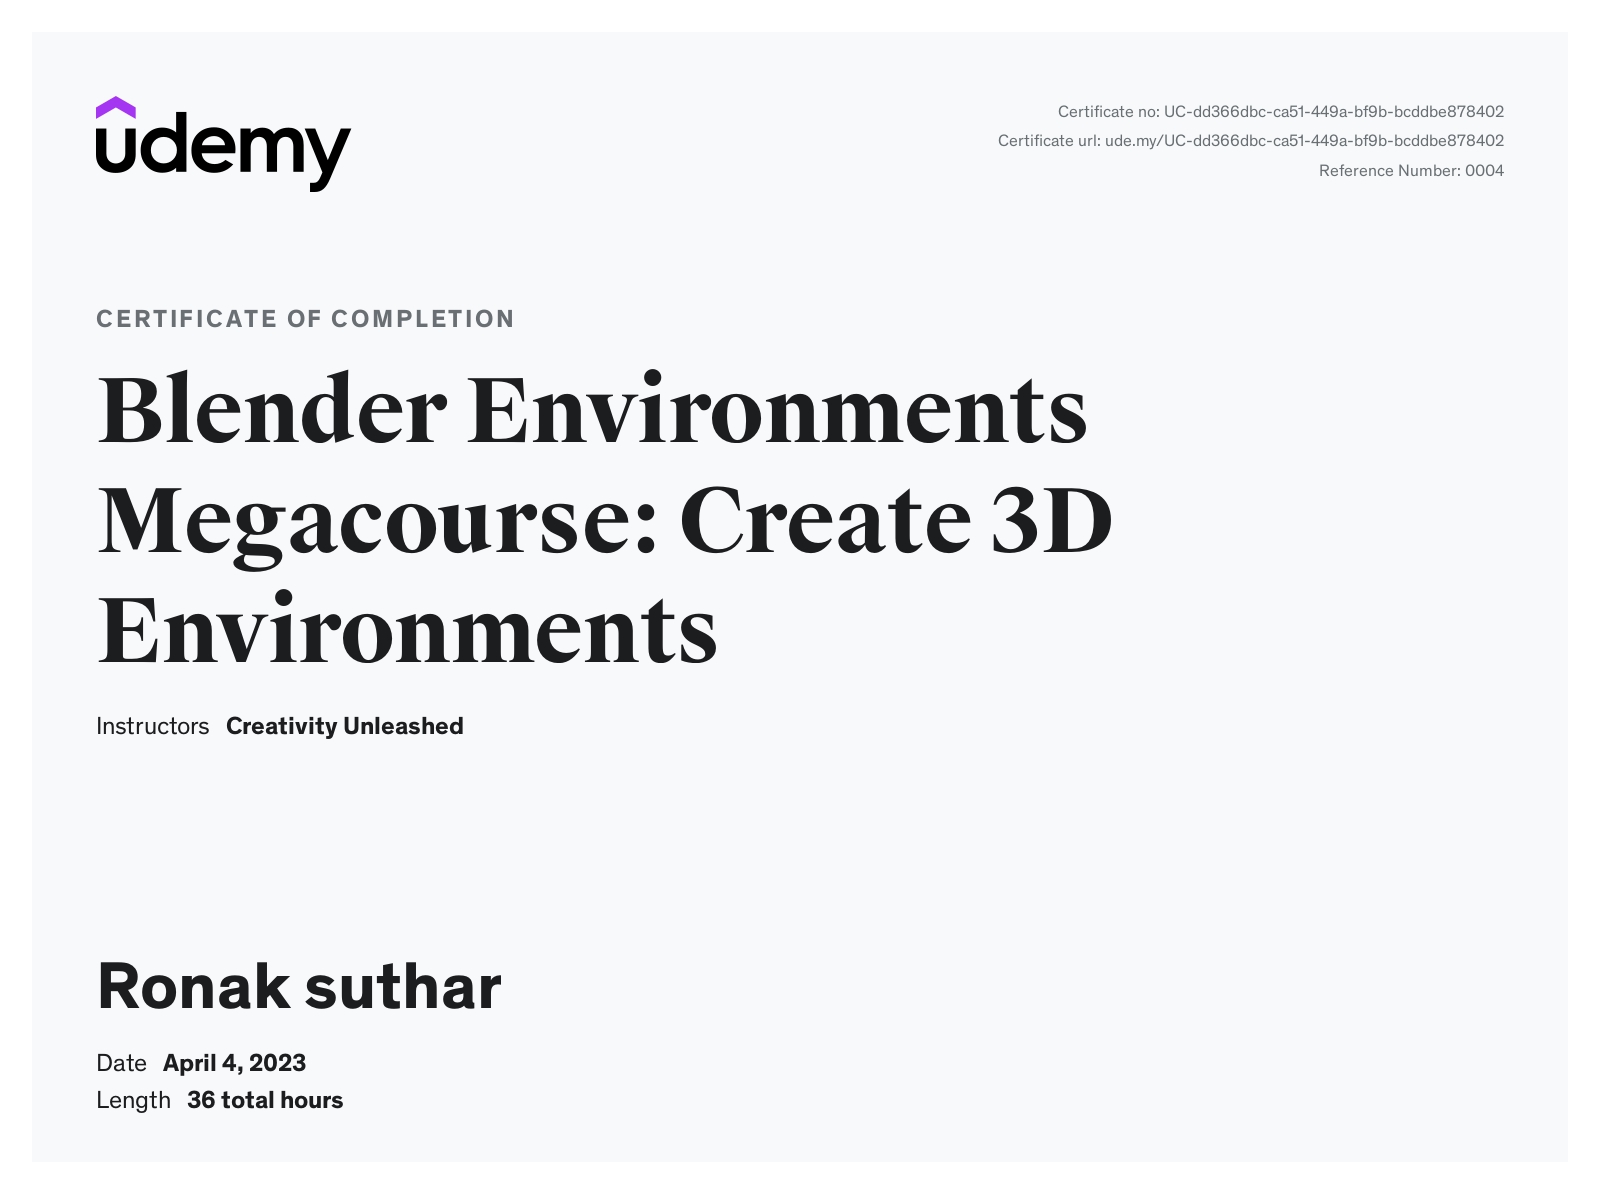 udemy
Certificate no: UC-dd366dbc-ca51-449a-bf9b-bcddbe878402
Certificate url: ude.my/UC-dd366dbc-ca51-449a-bf9b-bcddbe878402
Reference Number: 0004
CERTIFICATE OF COMPLETION
Blender Environments
Megacourse: Create 3D
Environments
Instructors Creativity Unleashed
Ronak suthar
Date April 4, 2023
Length 36 total hours